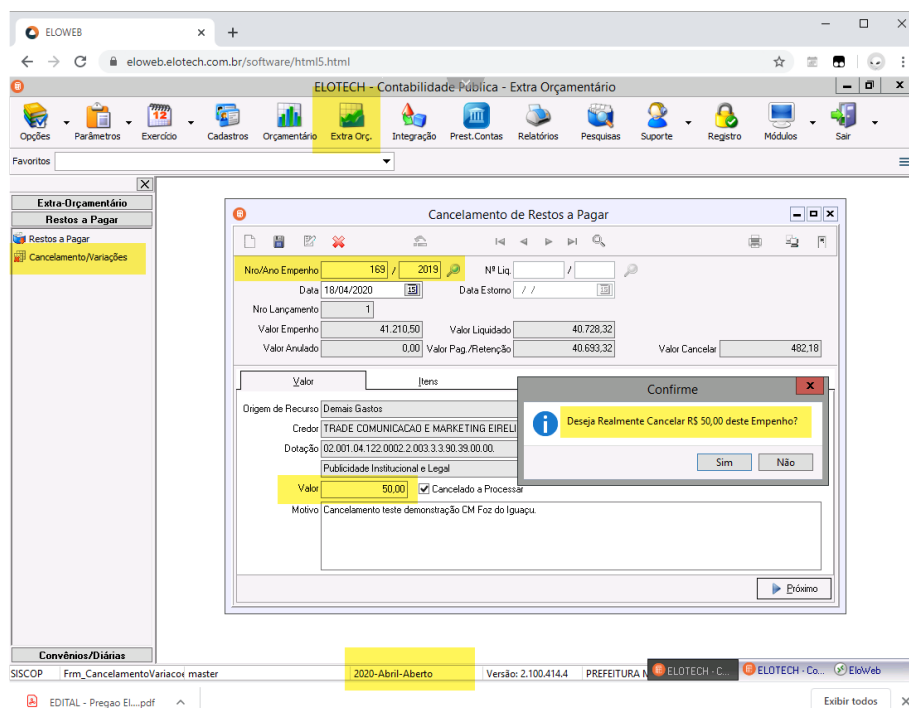 ELOWEB
eloweb.elotech.com.br/software/html5.html
ELOTECH - Contabilidade Pública - Extra Orçamentário
Opções Parâmetros Exercício Cadastros Orçamentário Extra Orç. Integração Prest.Contas Relatórios Pesquisas Suporte Registro Módulos Sair
Favoritos
Extra-Orçamentário
Restos a Pagar
Restos a Pagar
Cancelamento/Variações
Cancelamento de Restos a Pagar
Nro/Ano Empenho 169 / 2019 Nº Liq. /
Data 18/04/2020 Data Estorno / /
Nro Lançamento 1
Valor Empenho 41.210,50 Valor Liquidado 40.728,32
Valor Anulado 0,00 Valor Pag./Retenção 40.693,32 Valor Cancelar 482,18
Valor Itens
Confirme
Deseja Realmente Cancelar R$ 50,00 deste Empenho?
Sim Não
Origem de Recurso Demais Gastos
Credor TRADE COMUNICACAO E MARKETING EIRELI
Dotação 02.001.04.122.0002.2.003.3.3.90.39.00.00.
Publicidade Institucional e Legal
Valor 50,00 Cancelado a Processar
Motivo Cancelamento teste demonstração CM Foz do Iguaçu.
Próximo
Convênios/Diárias
SISCOP Frm_CancelamentoVariacoe master 2020-Abril-Aberto Versão: 2.100.414.4 PREFEITURA ELOTECH - C... ELOTECH - Co... EloWeb
EDITAL - Pregao El....pdf Exibir todos